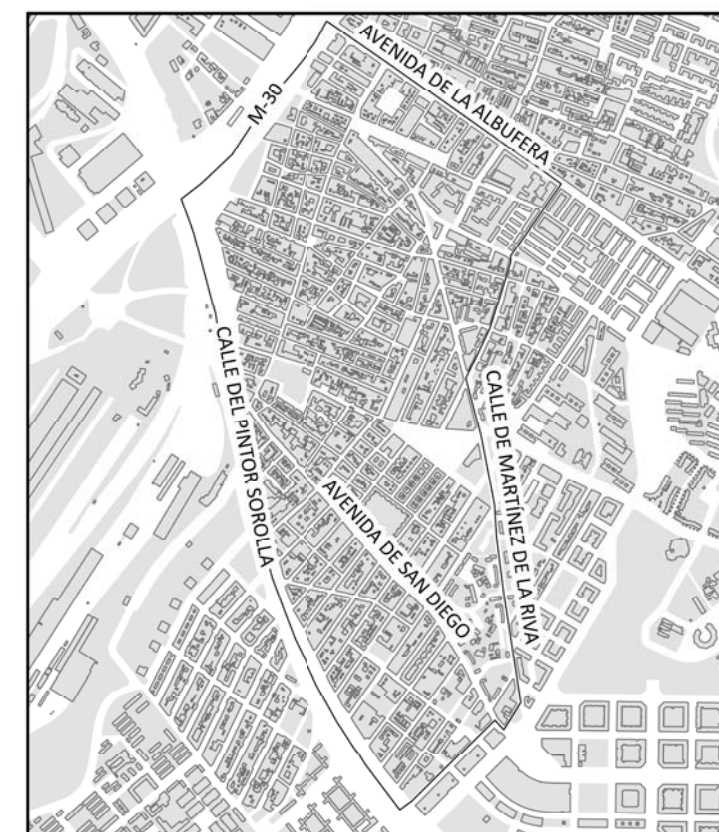 AVENIDA DE LA ALBUFERA
M-30
CALLE DEL PINTOR SOROLLA
CALLE DE MARTÍNEZ DE LA RIVA
AVENIDA DE SAN DIEGO